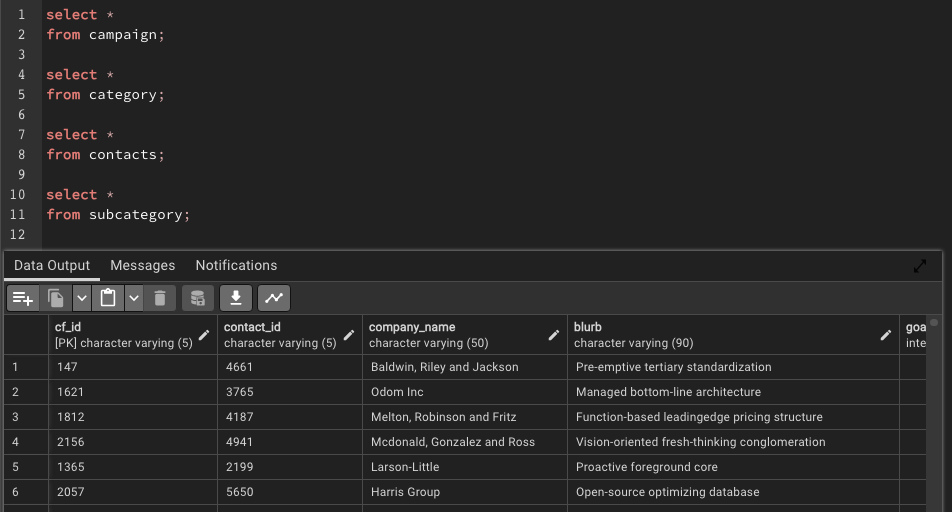 1 select *
2 from campaign;
3
4 select *
5 from category;
6
7 select *
8 from contacts;
9
10 select *
11 from subcategory;
12
Data Output Messages Notifications
cf_id contact_id company_name blurb goa
[PK] character varying (5) character varying (5) character varying (50) character varying (90) inte
1 147 4661 Baldwin, Riley and Jackson Pre-emptive tertiary standardization
2 1621 3765 Odom Inc Managed bottom-line architecture
3 1812 4187 Melton, Robinson and Fritz Function-based leadingedge pricing structure
4 2156 4941 Mcdonald, Gonzalez and Ross Vision-oriented fresh-thinking conglomeration
5 1365 2199 Larson-Little Proactive foreground core
6 2057 5650 Harris Group Open-source optimizing database